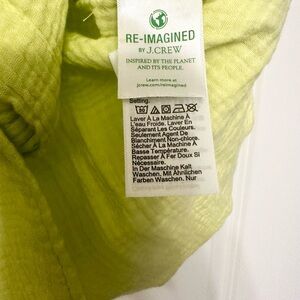 RE-IMAGINED
BY J.CREW
INSPIRED BY THE PLANET
AND ITS PEOPLE.
Learn more at
jcrew.com/reimagined
Setting.
Laver À La Machine À
L'eau Froide. Laver En
Séparant Les Couleurs.
Seulement Agent De
Blanchiment Non-chlore.
Sécher À La Machine À
Basse Température.
Repasser À Fer Doux Si
Nécessaire.
In Der Maschine Kalt
Waschen, Mit Ähnlichen
Farben Waschen, Nur